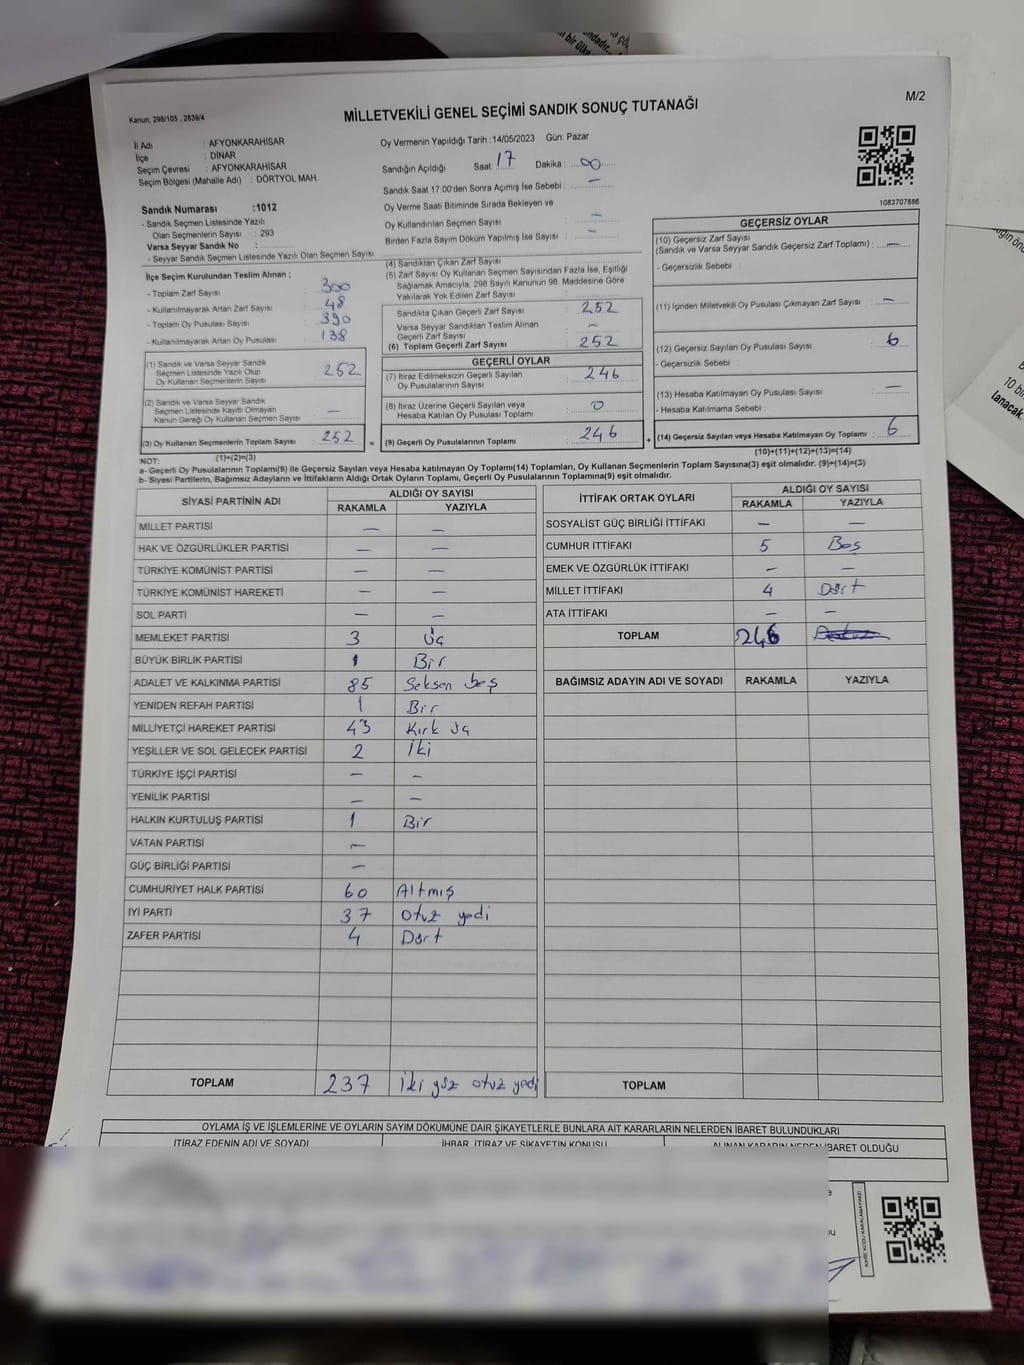 Kanun; 298/105 , 2839/4
MİLLETVEKİLİ GENEL SEÇİMİ SANDIK SONUÇ TUTANAĞI
M/2
İl Adı : AFYONKARAHİSAR
İlçe : DİNAR
Seçim Çevresi : AFYONKARAHİSAR
Seçim Bölgesi (Mahalle Adı) : DÖRTYOL MAH.
Oy Vermenin Yapıldığı Tarih :14/05/2023 Gün: Pazar
Sandığın Açıldığı Saat: 17 Dakika : 00
Sandık Saat 17:00'den Sonra Açımış İse Sebebi : —
Oy Verme Saati Bitiminde Sırada Bekleyen ve
Oy Kullandırılan Seçmen Sayısı —
Birden Fazla Sayım Döküm Yapılmış İse Sayısı : —
1083707886
Sandık Numarası :1012
- Sandık Seçmen Listesinde Yazılı
Olan Seçmenlerin Sayısı : 293
Varsa Seyyar Sandık No :
- Seyyar Sandık Seçmen Listesinde Yazılı Olan Seçmen Sayısı
İlçe Seçim Kurulundan Teslim Alınan ;
- Toplam Zarf Sayısı : 300
- Kullanılmayarak Artan Zarf Sayısı : 48
- Toplam Oy Pusulası Sayısı : 390
- Kullanılmayarak Artan Oy Pusulası : 138
(1) Sandık ve Varsa Seyyar Sandık
Seçmen Listesinde Yazılı Olup
Oy Kullanan Seçmenlerin Sayısı : 252
(2) Sandık ve Varsa Seyyar Sandık
Seçmen Listesinde Kayıtlı Olmayan
Kanun Gereği Oy Kullanan Seçmen Sayısı : —
(3) Oy Kullanan Seçmenlerin Toplam Sayısı : 252
(1)+(2)=(3)
(4) Sandıktan Çıkan Zarf Sayısı
(5) Zarf Sayısı Oy Kullanan Seçmen Sayısından Fazla İse, Eşitliği
Sağlamak Amacıyla, 298 Sayılı Kanunun 98. Maddesine Göre
Yakılarak Yok Edilen Zarf Sayısı :
Sandıkta Çıkan Geçerli Zarf Sayısı : 252
Varsa Seyyar Sandıktan Teslim Alınan
Geçerli Zarf Sayısı —
(6) Toplam Geçerli Zarf Sayısı : 252
GEÇERLİ OYLAR
(7) İtiraz Edilmeksizin Geçerli Sayılan
Oy Pusulalarının Sayısı : 246
(8) İtiraz Üzerine Geçerli Sayılan veya
Hesaba Katılan Oy Pusulası Toplamı : 0
= (9) Geçerli Oy Pusulalarının Toplamı : 246 +
GEÇERSİZ OYLAR
(10) Geçersiz Zarf Sayısı
(Sandık ve Varsa Seyyar Sandık Geçersiz Zarf Toplamı) : —
- Geçersizlik Sebebi :
(11) İçinden Milletvekili Oy Pusulası Çıkmayan Zarf Sayısı : —
(12) Geçersiz Sayılan Oy Pusulası Sayısı : 6
- Geçersizlik Sebebi :
(13) Hesaba Katılmayan Oy Pusulası Sayısı : —
- Hesaba Katılmama Sebebi :
(14) Geçersiz Sayılan veya Hesaba Katılmayan Oy Toplamı : 6
(10)+(11)+(12)+(13)=(14)
NOT:
a- Geçerli Oy Pusulalarının Toplamı(9) ile Geçersiz Sayılan veya Hesaba katılmayan Oy Toplamı(14) Toplamları, Oy Kullanan Seçmenlerin Toplam Sayısına(3) eşit olmalıdır. (9)+(14)=(3)
b- Siyasi Partilerin, Bağımsız Adayların ve İttifakların Aldığı Ortak Oyların Toplamı, Geçerli Oy Pusulalarının Toplamına(9) eşit olmalıdır.
SİYASİ PARTİNİN ADI ALDIĞI OY SAYISI
RAKAMLA YAZIYLA
MİLLET PARTİSİ — —
HAK VE ÖZGÜRLÜKLER PARTİSİ — —
TÜRKİYE KOMÜNİST PARTİSİ — —
TÜRKİYE KOMÜNİST HAREKETİ — —
SOL PARTİ — —
MEMLEKET PARTİSİ 3 Üç
BÜYÜK BİRLİK PARTİSİ 1 Bir
ADALET VE KALKINMA PARTİSİ 85 Seksen beş
YENİDEN REFAH PARTİSİ 1 Bir
MİLLİYETÇİ HAREKET PARTİSİ 43 Kırk üç
YEŞİLLER VE SOL GELECEK PARTİSİ 2 İki
TÜRKİYE İŞÇİ PARTİSİ — —
YENİLİK PARTİSİ — —
HALKIN KURTULUŞ PARTİSİ 1 Bir
VATAN PARTİSİ —
GÜÇ BİRLİĞİ PARTİSİ —
CUMHURİYET HALK PARTİSİ 60 Altmış
İYİ PARTİ 37 Otuz yedi
ZAFER PARTİSİ 4 Dört
TOPLAM 237 İki yüz otuz yedi
İTTİFAK ORTAK OYLARI ALDIĞI OY SAYISI
RAKAMLA YAZIYLA
SOSYALİST GÜÇ BİRLİĞİ İTTİFAKI — —
CUMHUR İTTİFAKI 5 Beş
EMEK VE ÖZGÜRLÜK İTTİFAKI — —
MİLLET İTTİFAKI 4 Dört
ATA İTTİFAKI — —
TOPLAM 246
BAĞIMSIZ ADAYIN ADI VE SOYADI RAKAMLA YAZIYLA
TOPLAM
OYLAMA İŞ VE İŞLEMLERİNE VE OYLARIN SAYIM DÖKÜMÜNE DAİR ŞİKAYETLERLE BUNLARA AİT KARARLARIN NELERDEN İBARET BULUNDUKLARI
İTİRAZ EDENİN ADI VE SOYADI İHBAR, İTİRAZ VE ŞİKAYETİN KONUSU ALINAN KARARIN NEDEN İBARET OLDUĞU